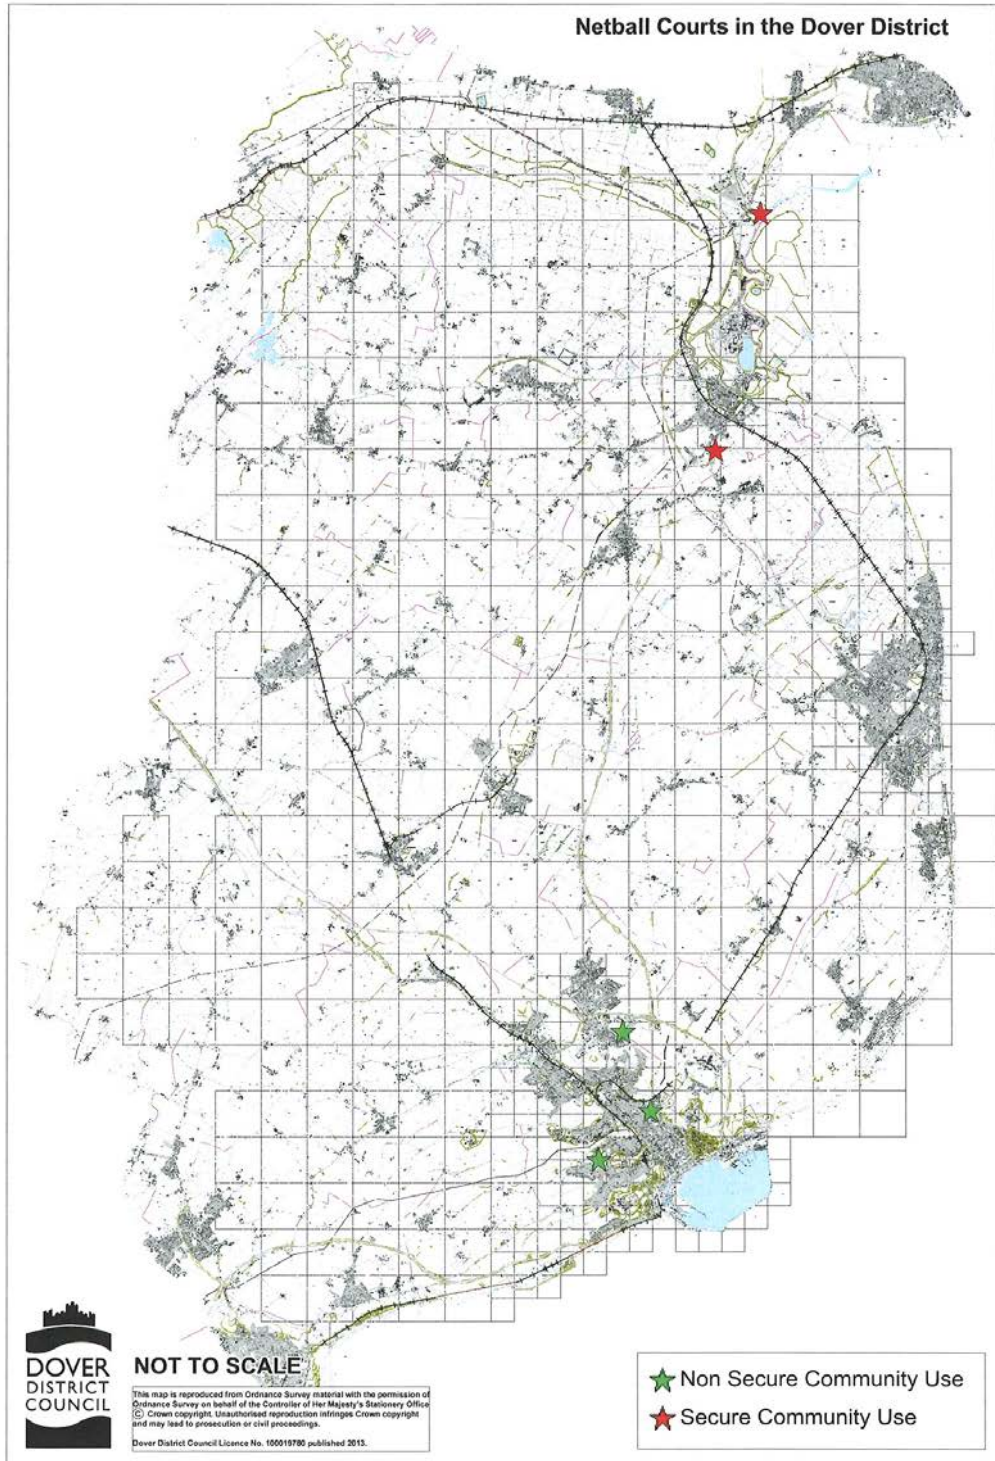 Netball Courts in the Dover District
DOVER
DISTRICT
COUNCIL
NOT TO SCALE
This map is reproduced from Ordnance Survey material with the permission of
Ordnance Survey on behalf of the Controller of Her Majesty's Stationery Office
© Crown copyright. Unauthorised reproduction infringes Crown copyright
and may lead to prosecution or civil proceedings.
Dover District Council Licence No. 100019780 published 2013.
Non Secure Community Use
Secure Community Use